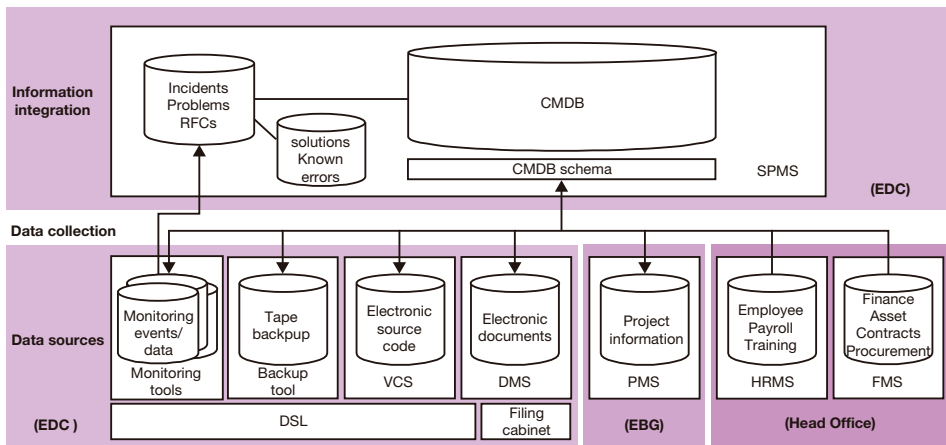 Information
integration
Incidents
Problems
RFCs
solutions
Known
errors
CMDB
CMDB schema
SPMS
(EDC)
Data collection
Data sources
Monitoring
events/
data
Monitoring
tools
Tape
backpup
Backup
tool
Electronic
source
code
VCS
Electronic
documents
DMS
Project
information
PMS
Employee
Payroll
Training
HRMS
Finance
Asset
Contracts
Procurement
FMS
(EDC )
DSL
Filing
cabinet
(EBG)
(Head Office)